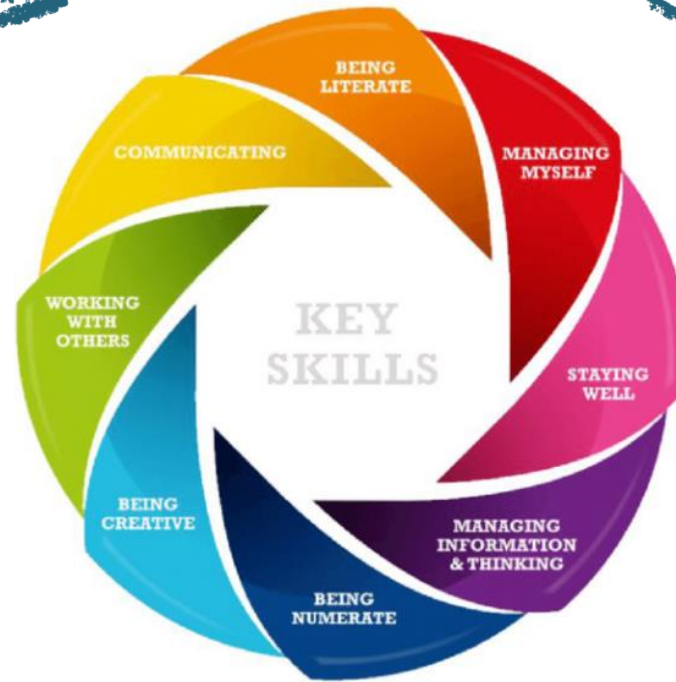 BEING
LITERATE
MANAGING
MYSELF
STAYING
WELL
MANAGING
INFORMATION
& THINKING
BEING
NUMERATE
BEING
CREATIVE
WORKING
WITH
OTHERS
COMMUNICATING
KEY
SKILLS